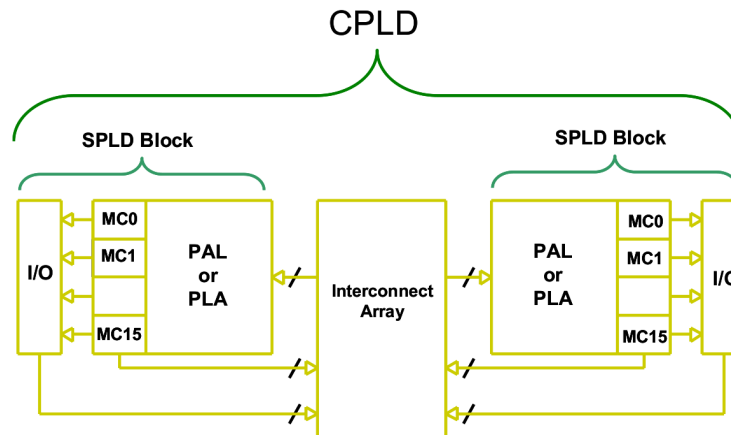 CPLD
SPLD Block
SPLD Block
I/O
MC0
MC1
MC15
PAL
or
PLA
Interconnect
Array
PAL
or
PLA
MC0
MC1
MC15
I/O